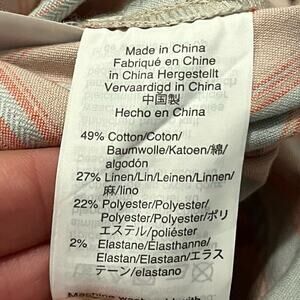 Made in China
Fabriqué en Chine
in China Hergestellt
Vervaardigd in China
中国製
Hecho en China
49% Cotton/Coton/
Baumwolle/Katoen/綿/
algodón
27% Linen/Lin/Leinen/Linnen/
麻/lino
22% Polyester/Polyester/
Polyester/Polyester/ポリ
エステル/poliéster
2% Elastane/Élasthanne/
Elastan/Elastaan/エラス
テーン/elastano